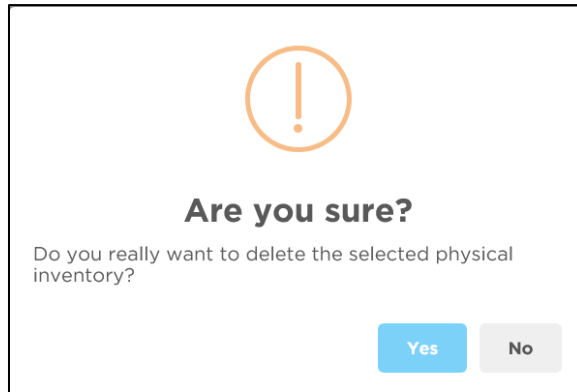 Are you sure?
Do you really want to delete the selected physical
inventory?
Yes
No